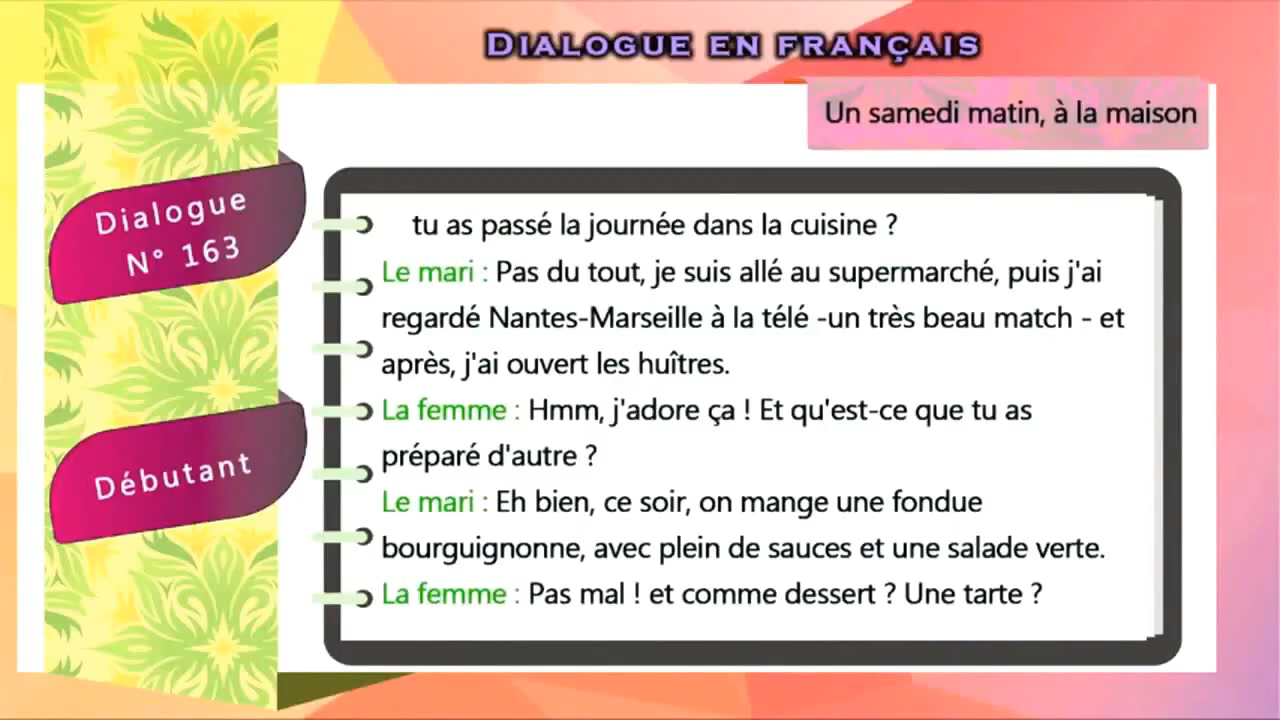 DIALOGUE EN FRANÇAIS
Un samedi matin, à la maison
Dialogue
N° 163
Débutant
tu as passé la journée dans la cuisine ?
Le mari : Pas du tout, je suis allé au supermarché, puis j'ai
regardé Nantes-Marseille à la télé -un très beau match - et
après, j'ai ouvert les huîtres.
La femme : Hmm, j'adore ça ! Et qu'est-ce que tu as
préparé d'autre ?
Le mari : Eh bien, ce soir, on mange une fondue
bourguignonne, avec plein de sauces et une salade verte.
La femme : Pas mal ! et comme dessert ? Une tarte ?